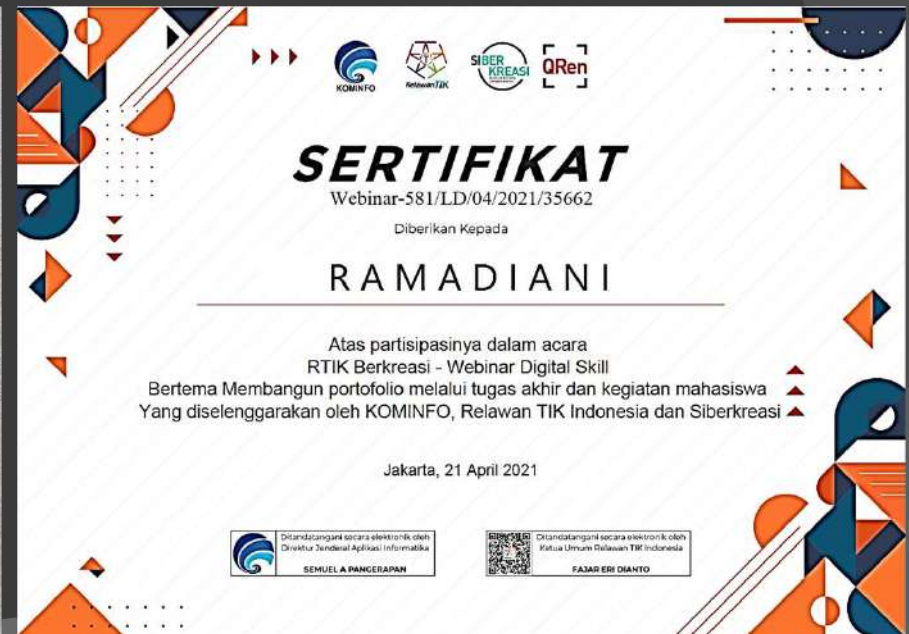 KOMINFO
RelawanTIK
SIBER KREASI
QRen
SERTIFIKAT
Webinar-581/LD/04/2021/35662
Diberikan Kepada
RAMADIANI
Atas partisipasinya dalam acara
RTIK Berkreasi - Webinar Digital Skill
Bertema Membangun portofolio melalui tugas akhir dan kegiatan mahasiswa
Yang diselenggarakan oleh KOMINFO, Relawan TIK Indonesia dan Siberkreasi
Jakarta, 21 April 2021
Ditandatangani secara elektronik oleh
Direktur Jenderal Aplikasi Informatika
SEMUEL A PANGERAPAN
Ditandatangani secara elektronik oleh
Ketua Umum Relawan TIK Indonesia
FAJAR ERI DIANTO